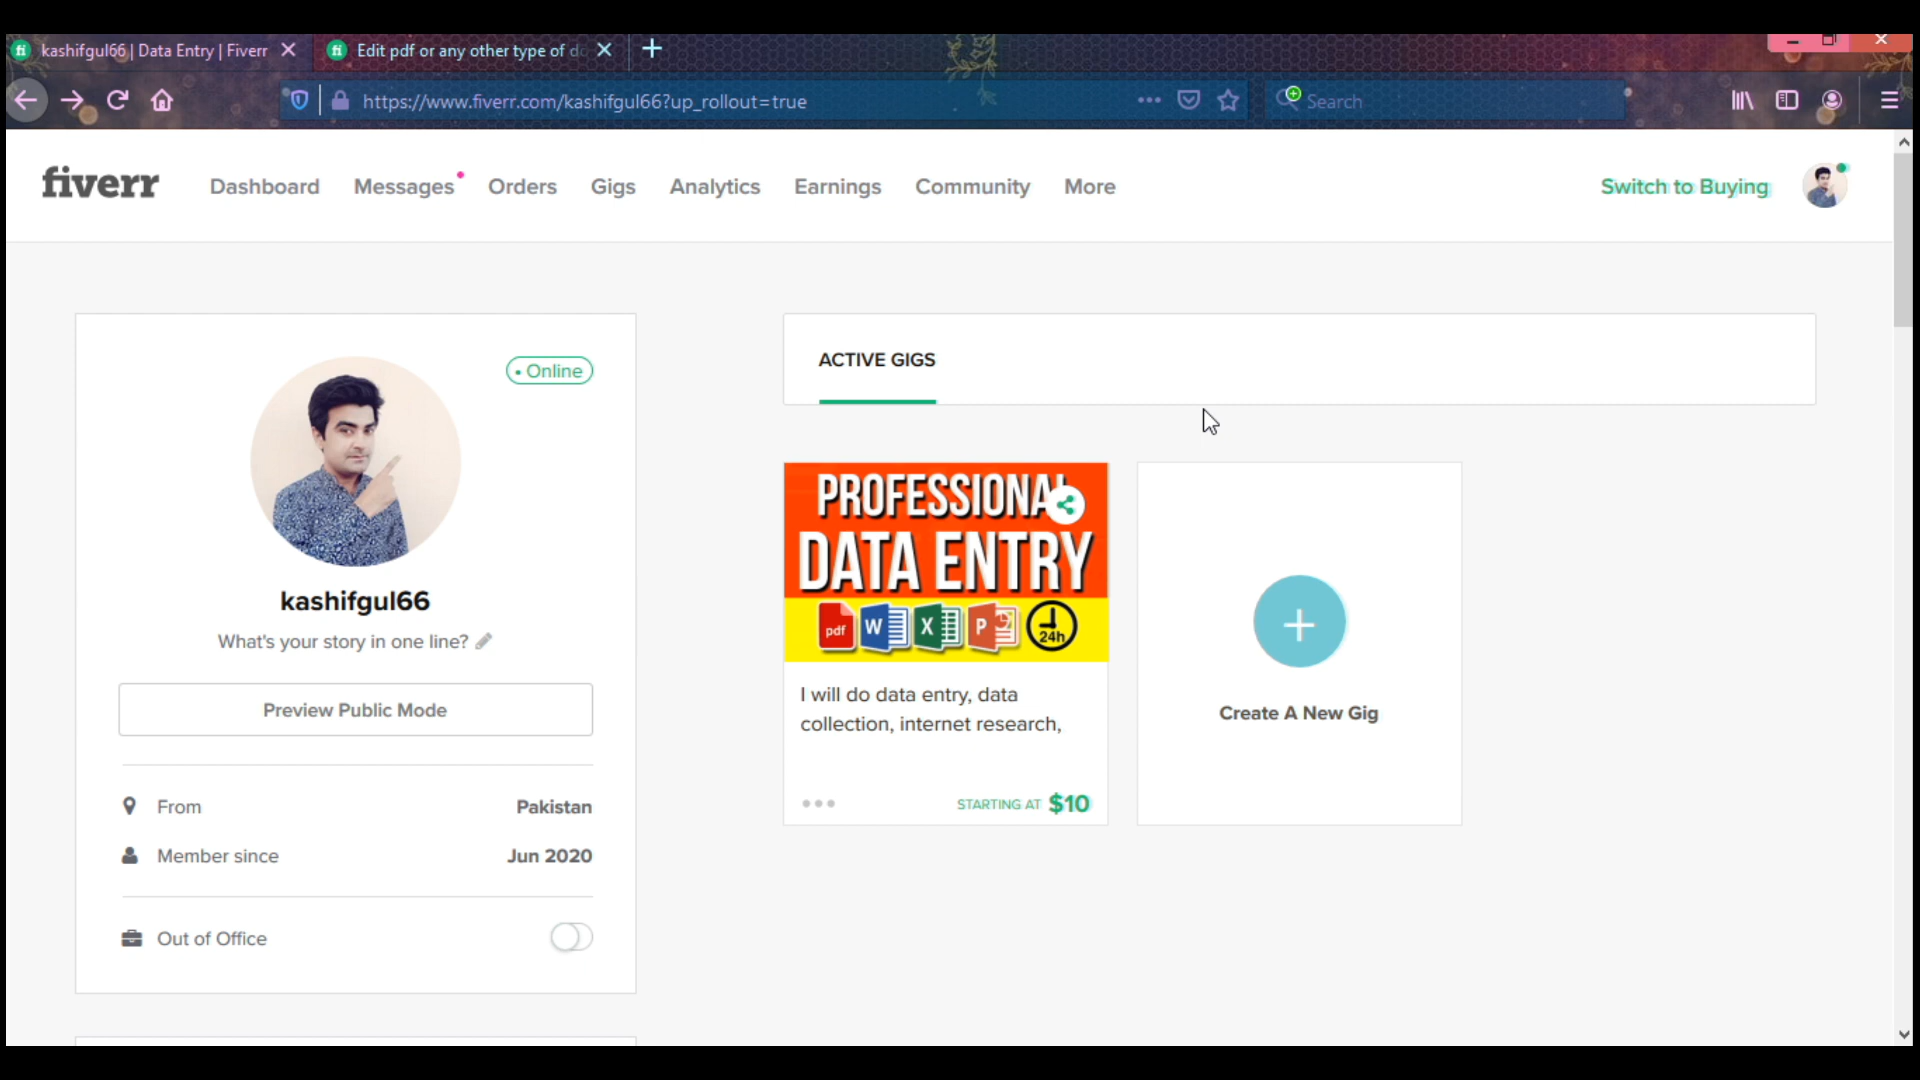 kashifgul66 | Data Entry | Fiverr
Edit pdf or any other type of do
https://www.fiverr.com/kashifgul66?up_rollout=true
Search
fiverr
Dashboard
Messages
Orders
Gigs
Analytics
Earnings
Community
More
Switch to Buying
• Online
kashifgul66
What's your story in one line?
Preview Public Mode
From
Pakistan
Member since
Jun 2020
Out of Office
ACTIVE GIGS
PROFESSIONAL
DATA ENTRY
pdf
W
X
P
24h
I will do data entry, data
collection, internet research,
STARTING AT $10
Create A New Gig